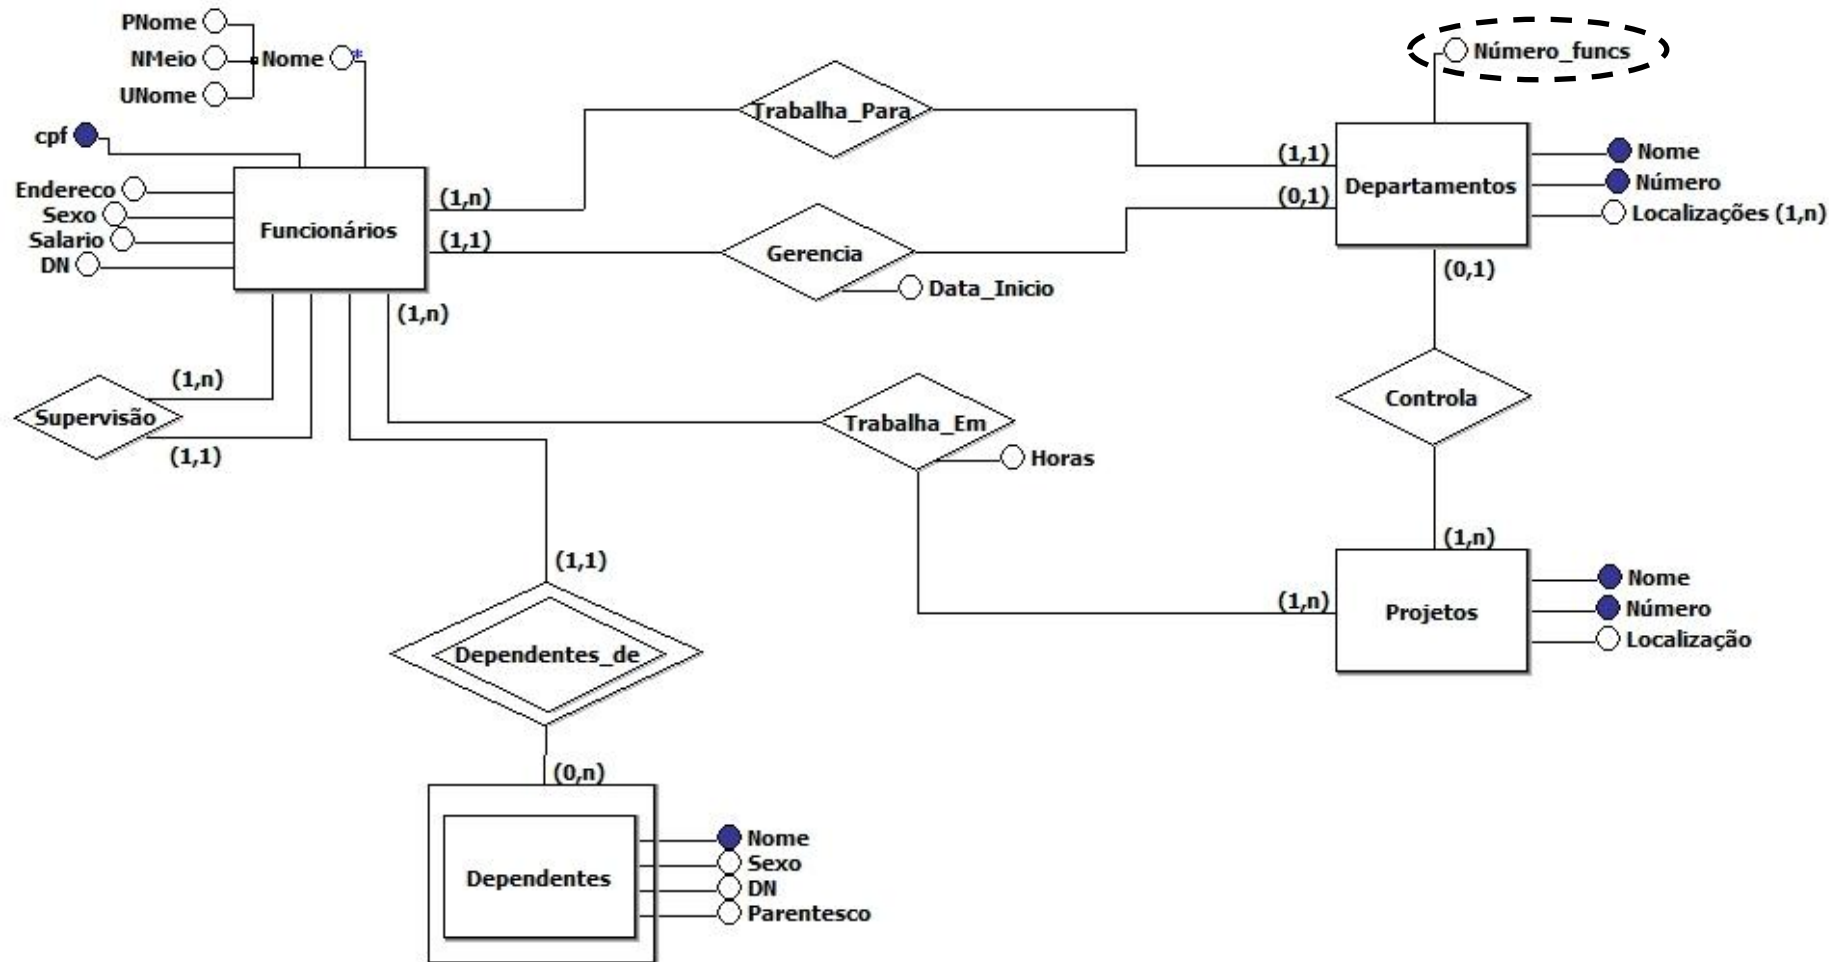 PNome
NMeio
Nome *
UNome
cpf
Endereco
Sexo
Salario
DN
Funcionários
(1,n)
(1,1)
(1,n)
Trabalha_Para
Gerencia
Data_Inicio
Número_funcs
(1,1)
(0,1)
Departamentos
Nome
Número
Localizações (1,n)
(0,1)
Controla
(1,n)
Supervisão
(1,n)
(1,1)
Trabalha_Em
Horas
(1,n)
Projetos
Nome
Número
Localização
(1,1)
Dependentes_de
(0,n)
Dependentes
Nome
Sexo
DN
Parentesco